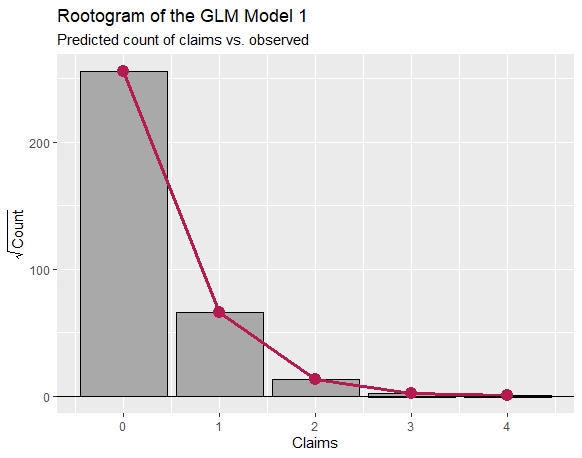 Rootogram of the GLM Model 1
Predicted count of claims vs. observed
200
100
0
√Count
0 1 2 3 4
Claims